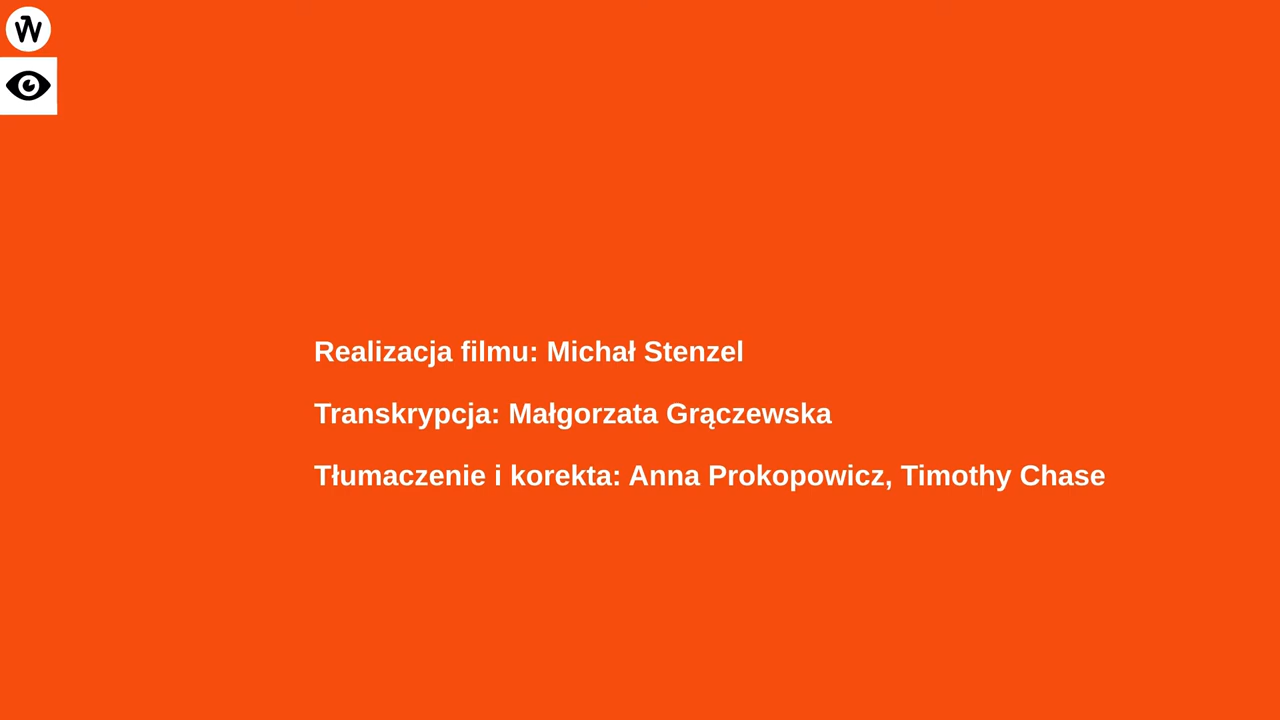 Realizacja filmu: Michał Stenzel
Transkrypcja: Małgorzata Grączewska
Tłumaczenie i korekta: Anna Prokopowicz, Timothy Chase